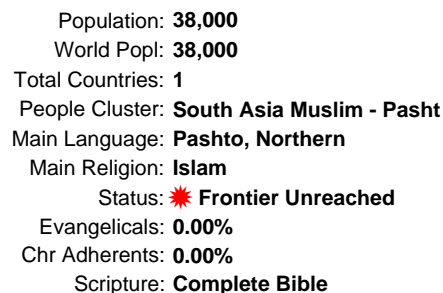 Population: 38,000
World Popl: 38,000
Total Countries: 1
People Cluster: South Asia Muslim - Pasht
Main Language: Pashto, Northern
Main Religion: Islam
Status: Frontier Unreached
Evangelicals: 0.00%
Chr Adherents: 0.00%
Scripture: Complete Bible